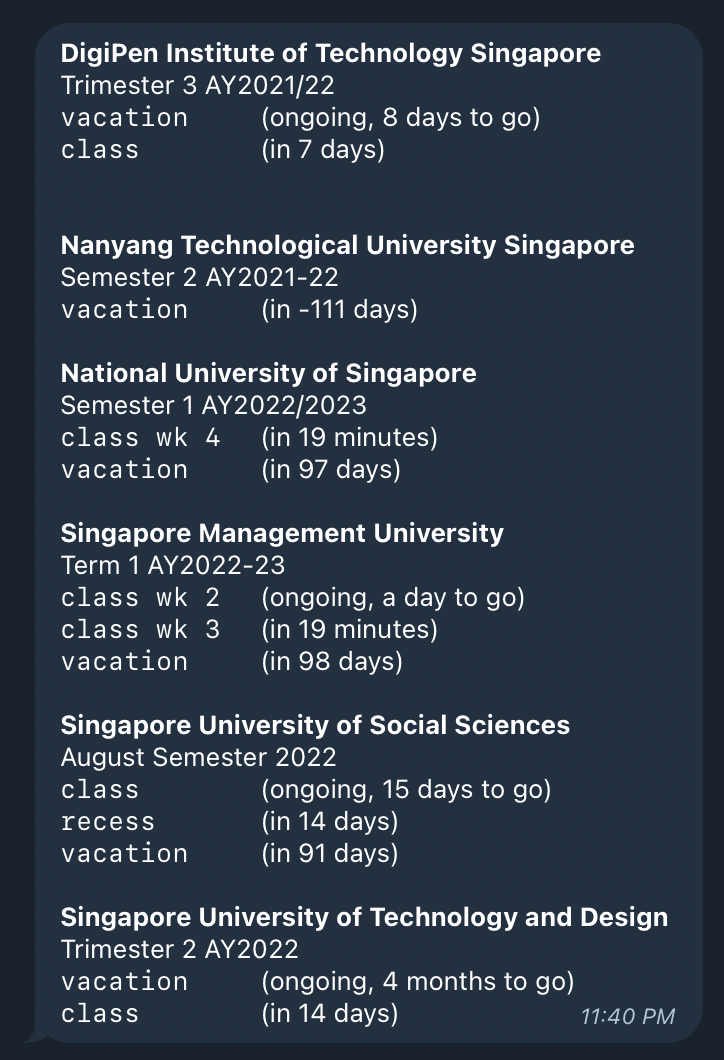 DigiPen Institute of Technology Singapore
Trimester 3 AY2021/22
vacation (ongoing, 8 days to go)
class (in 7 days)
Nanyang Technological University Singapore
Semester 2 AY2021-22
vacation (in -111 days)
National University of Singapore
Semester 1 AY2022/2023
class wk 4 (in 19 minutes)
vacation (in 97 days)
Singapore Management University
Term 1 AY2022-23
class wk 2 (ongoing, a day to go)
class wk 3 (in 19 minutes)
vacation (in 98 days)
Singapore University of Social Sciences
August Semester 2022
class (ongoing, 15 days to go)
recess (in 14 days)
vacation (in 91 days)
Singapore University of Technology and Design
Trimester 2 AY2022
vacation (ongoing, 4 months to go)
class (in 14 days)
11:40 PM